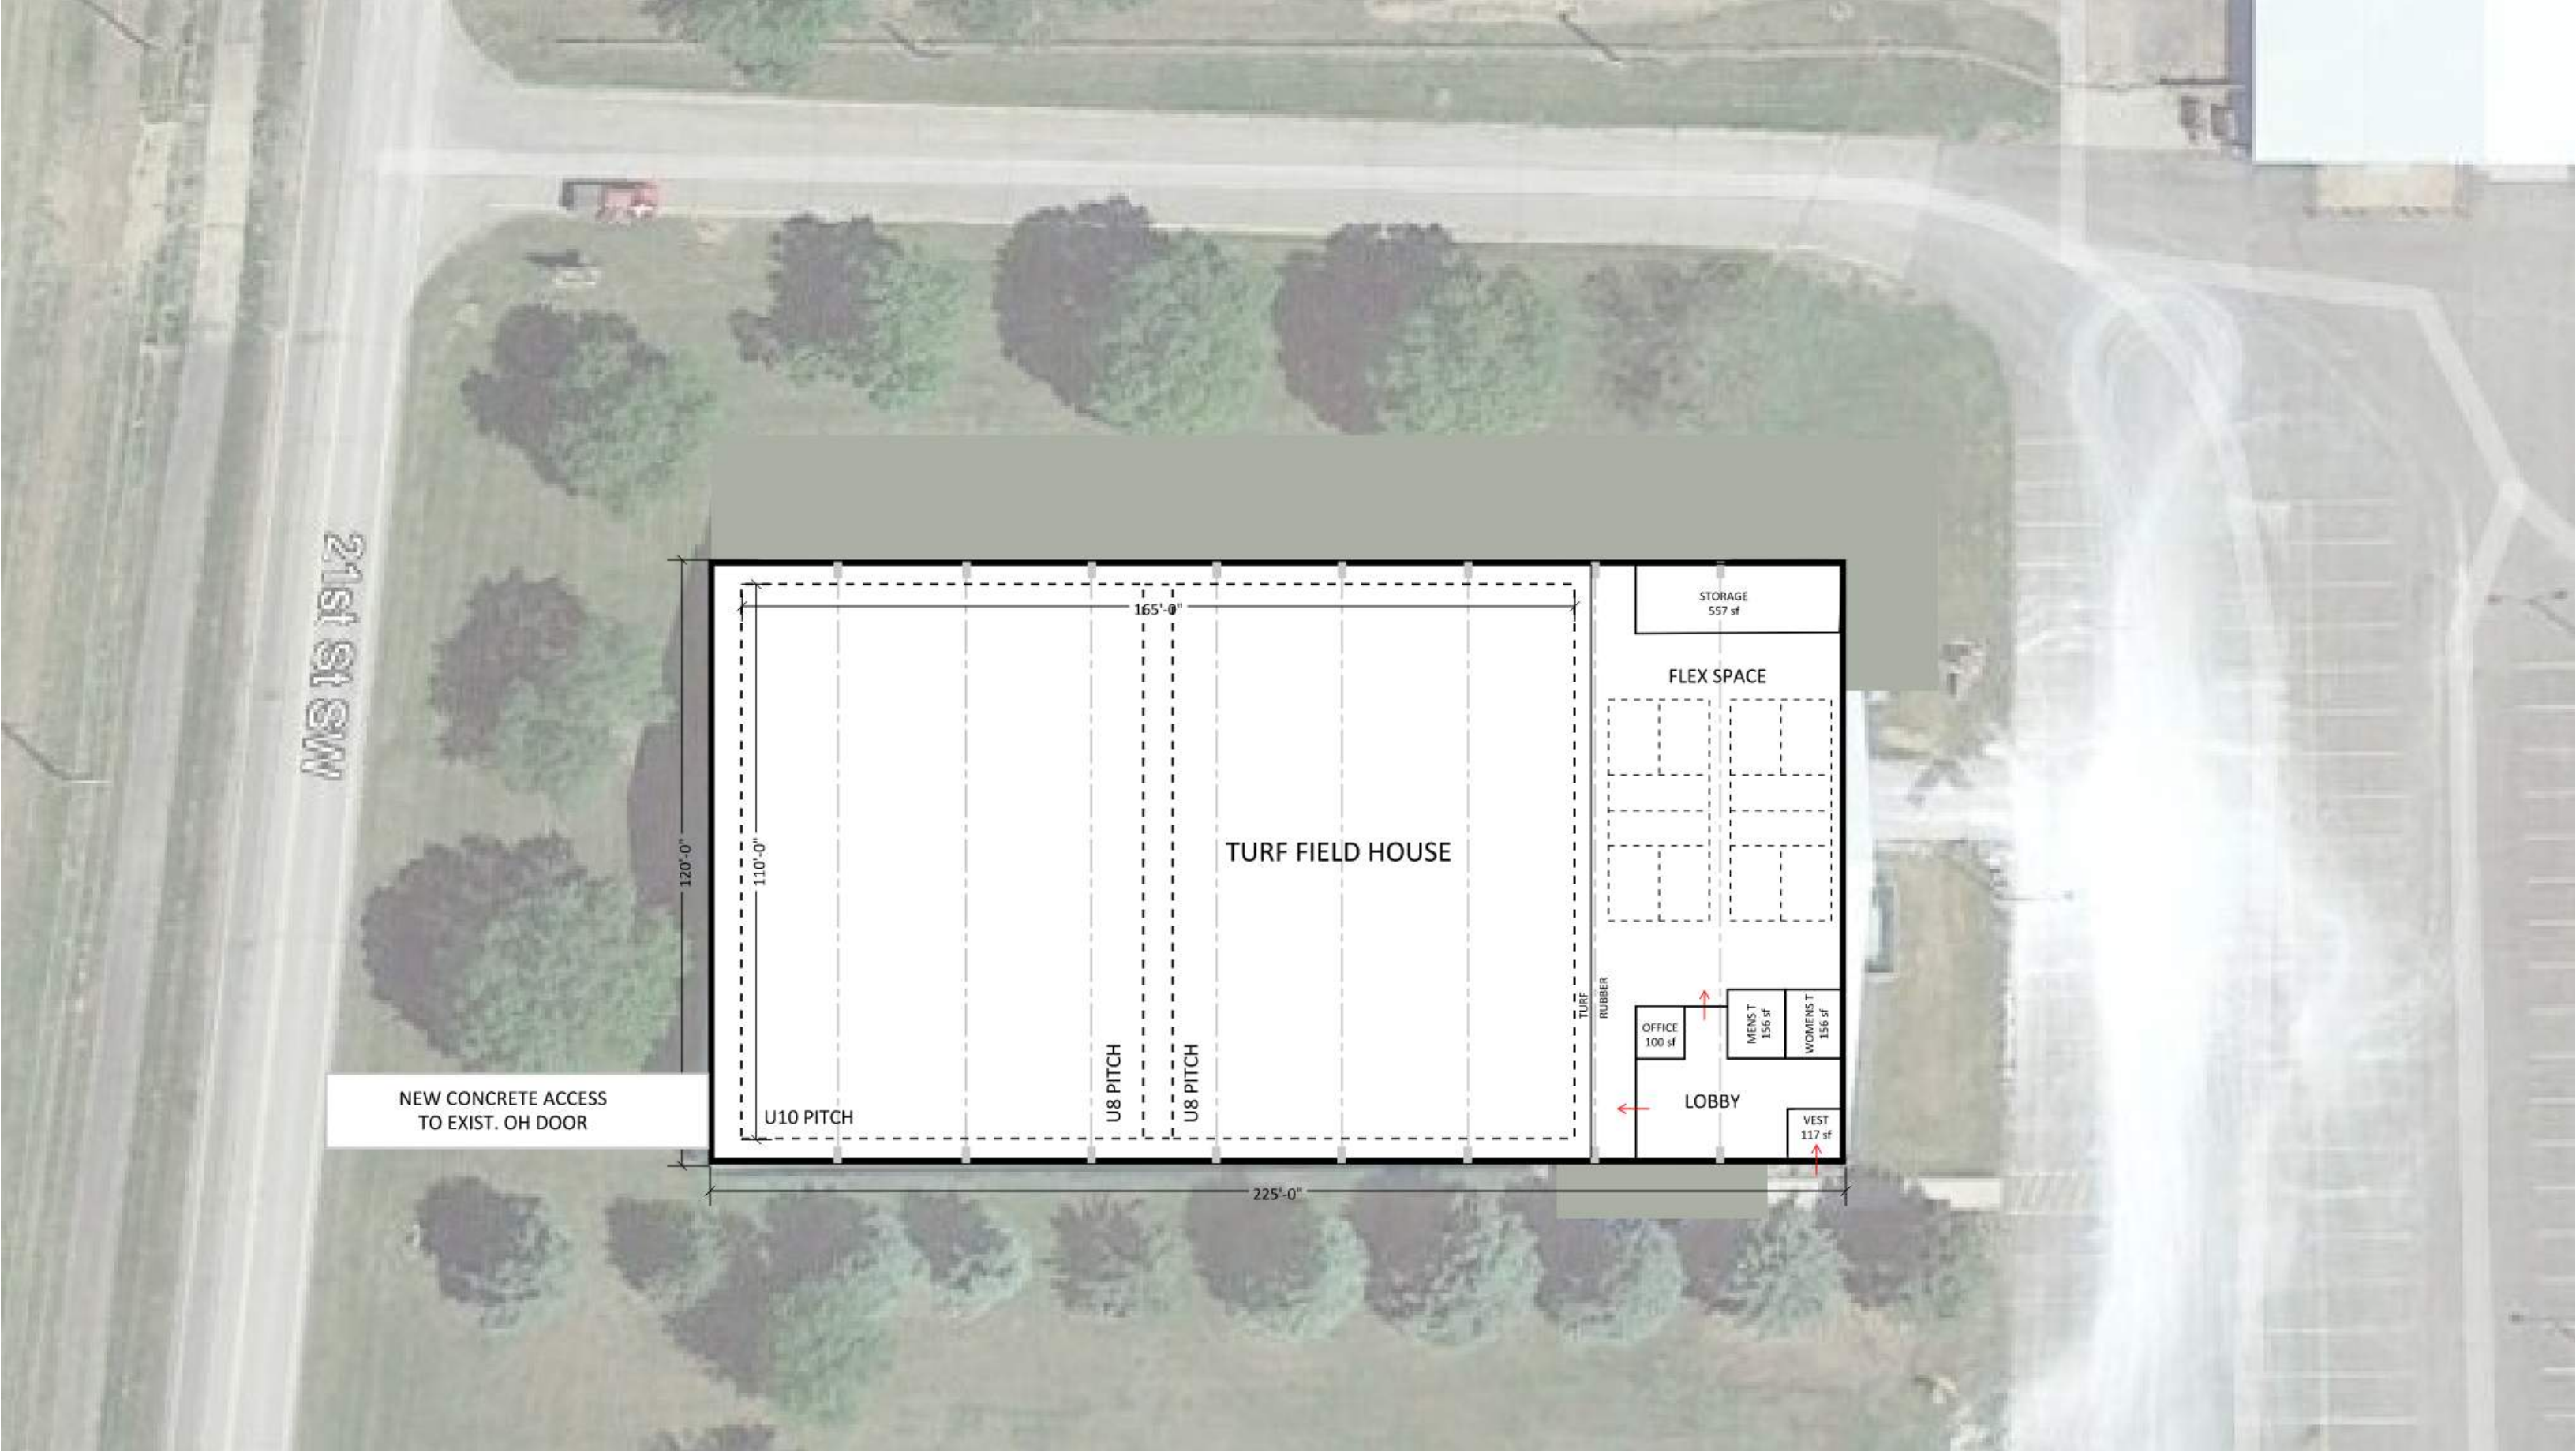 21st St SW
165'-0"
STORAGE
557 sf
FLEX SPACE
120'-0"
110'-0"
TURF FIELD HOUSE
TURF
RUBBER
OFFICE
100 sf
MENS T
156 sf
WOMENS T
156 sf
U8 PITCH
U8 PITCH
LOBBY
NEW CONCRETE ACCESS
TO EXIST. OH DOOR
U10 PITCH
VEST
117 sf
225'-0"